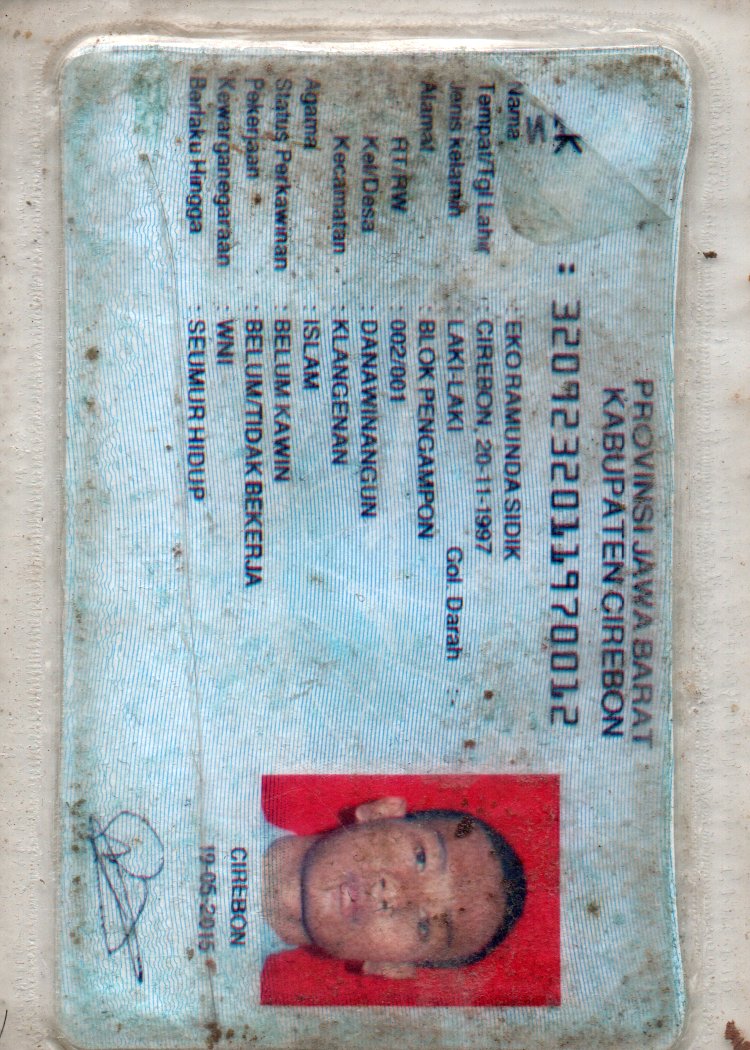 PROVINSI JAWA BARAT
KABUPATEN CIREBON
IK : 3209232011970012
Nama : EKO RAMUNDA SIDIK
Tempat/Tgl Lahir : CIREBON, 20-11-1997
Jenis kelamin : LAKI-LAKI Gol. Darah : -
Alamat : BLOK PENGAMPON
RT/RW : 002/001
Kel/Desa : DANAWINANGUN
Kecamatan : KLANGENAN
Agama : ISLAM
Status Perkawinan : BELUM KAWIN
Pekerjaan : BELUM/TIDAK BEKERJA
Kewarganegaraan : WNI
Berlaku Hingga : SEUMUR HIDUP
CIREBON
19-05-2016